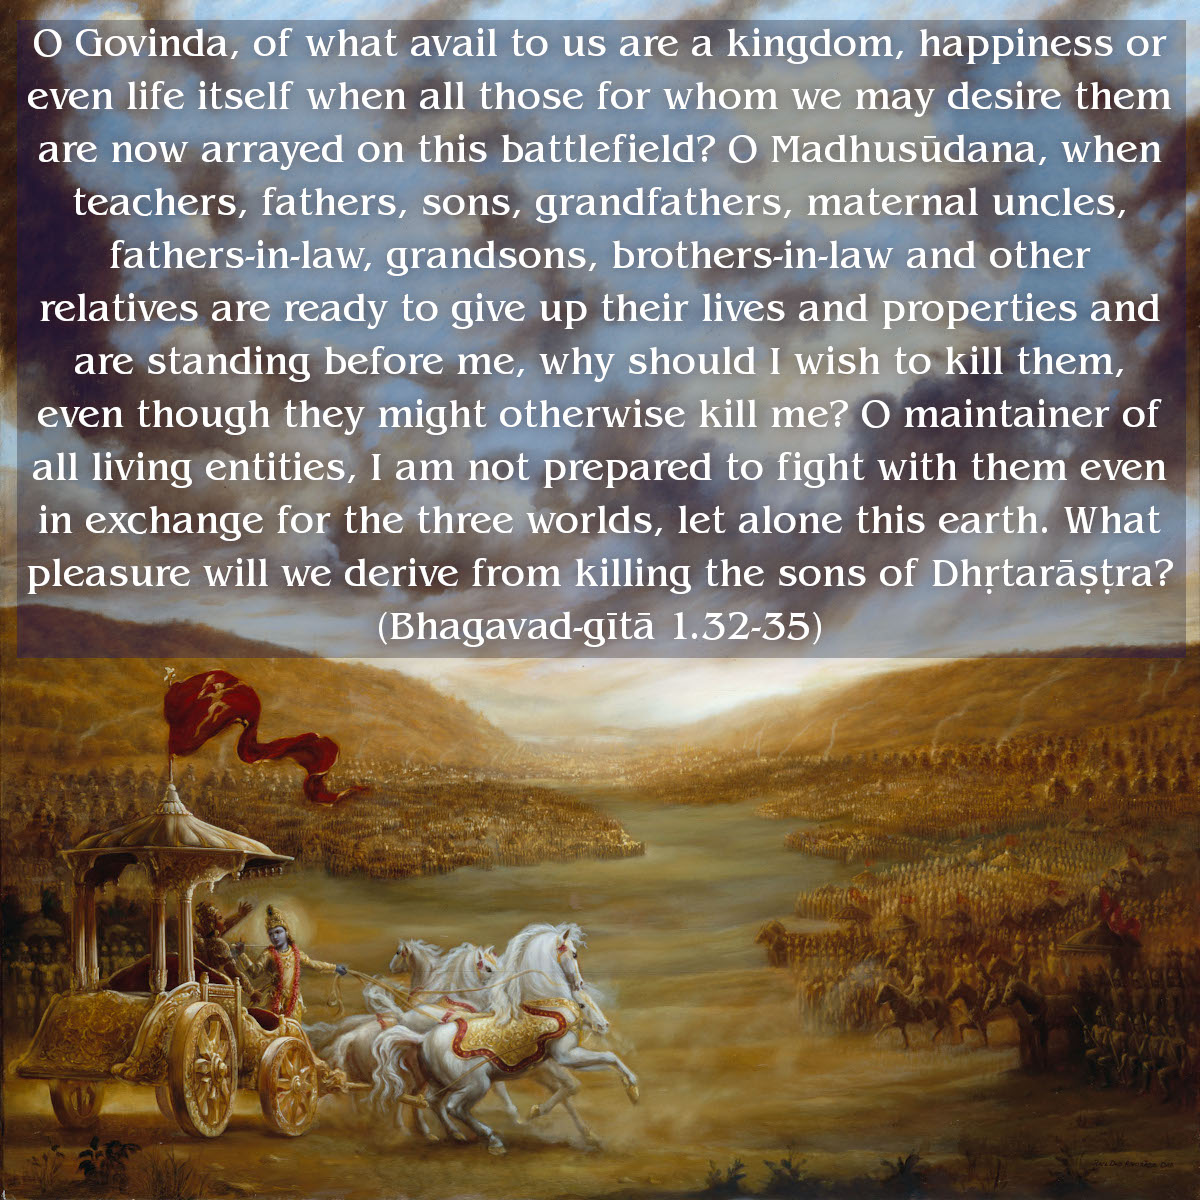 O Govinda, of what avail to us are a kingdom, happiness or
even life itself when all those for whom we may desire them
are now arrayed on this battlefield? O Madhusūdana, when
teachers, fathers, sons, grandfathers, maternal uncles,
fathers-in-law, grandsons, brothers-in-law and other
relatives are ready to give up their lives and properties and
are standing before me, why should I wish to kill them,
even though they might otherwise kill me? O maintainer of
all living entities, I am not prepared to fight with them even
in exchange for the three worlds, let alone this earth. What
pleasure will we derive from killing the sons of Dhṛtarāṣṭra?
(Bhagavad-gītā 1.32-35)